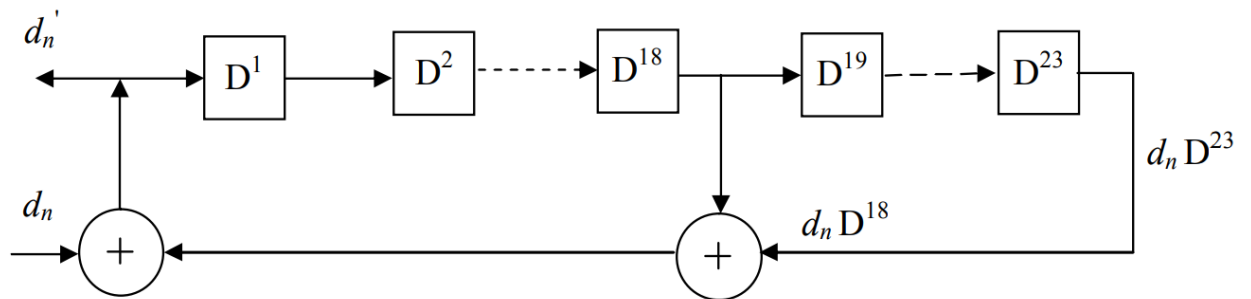 dₙ'
D¹ D² D¹⁸ D¹⁹ D²³
dₙ D²³
dₙ
dₙ D¹⁸
+ +